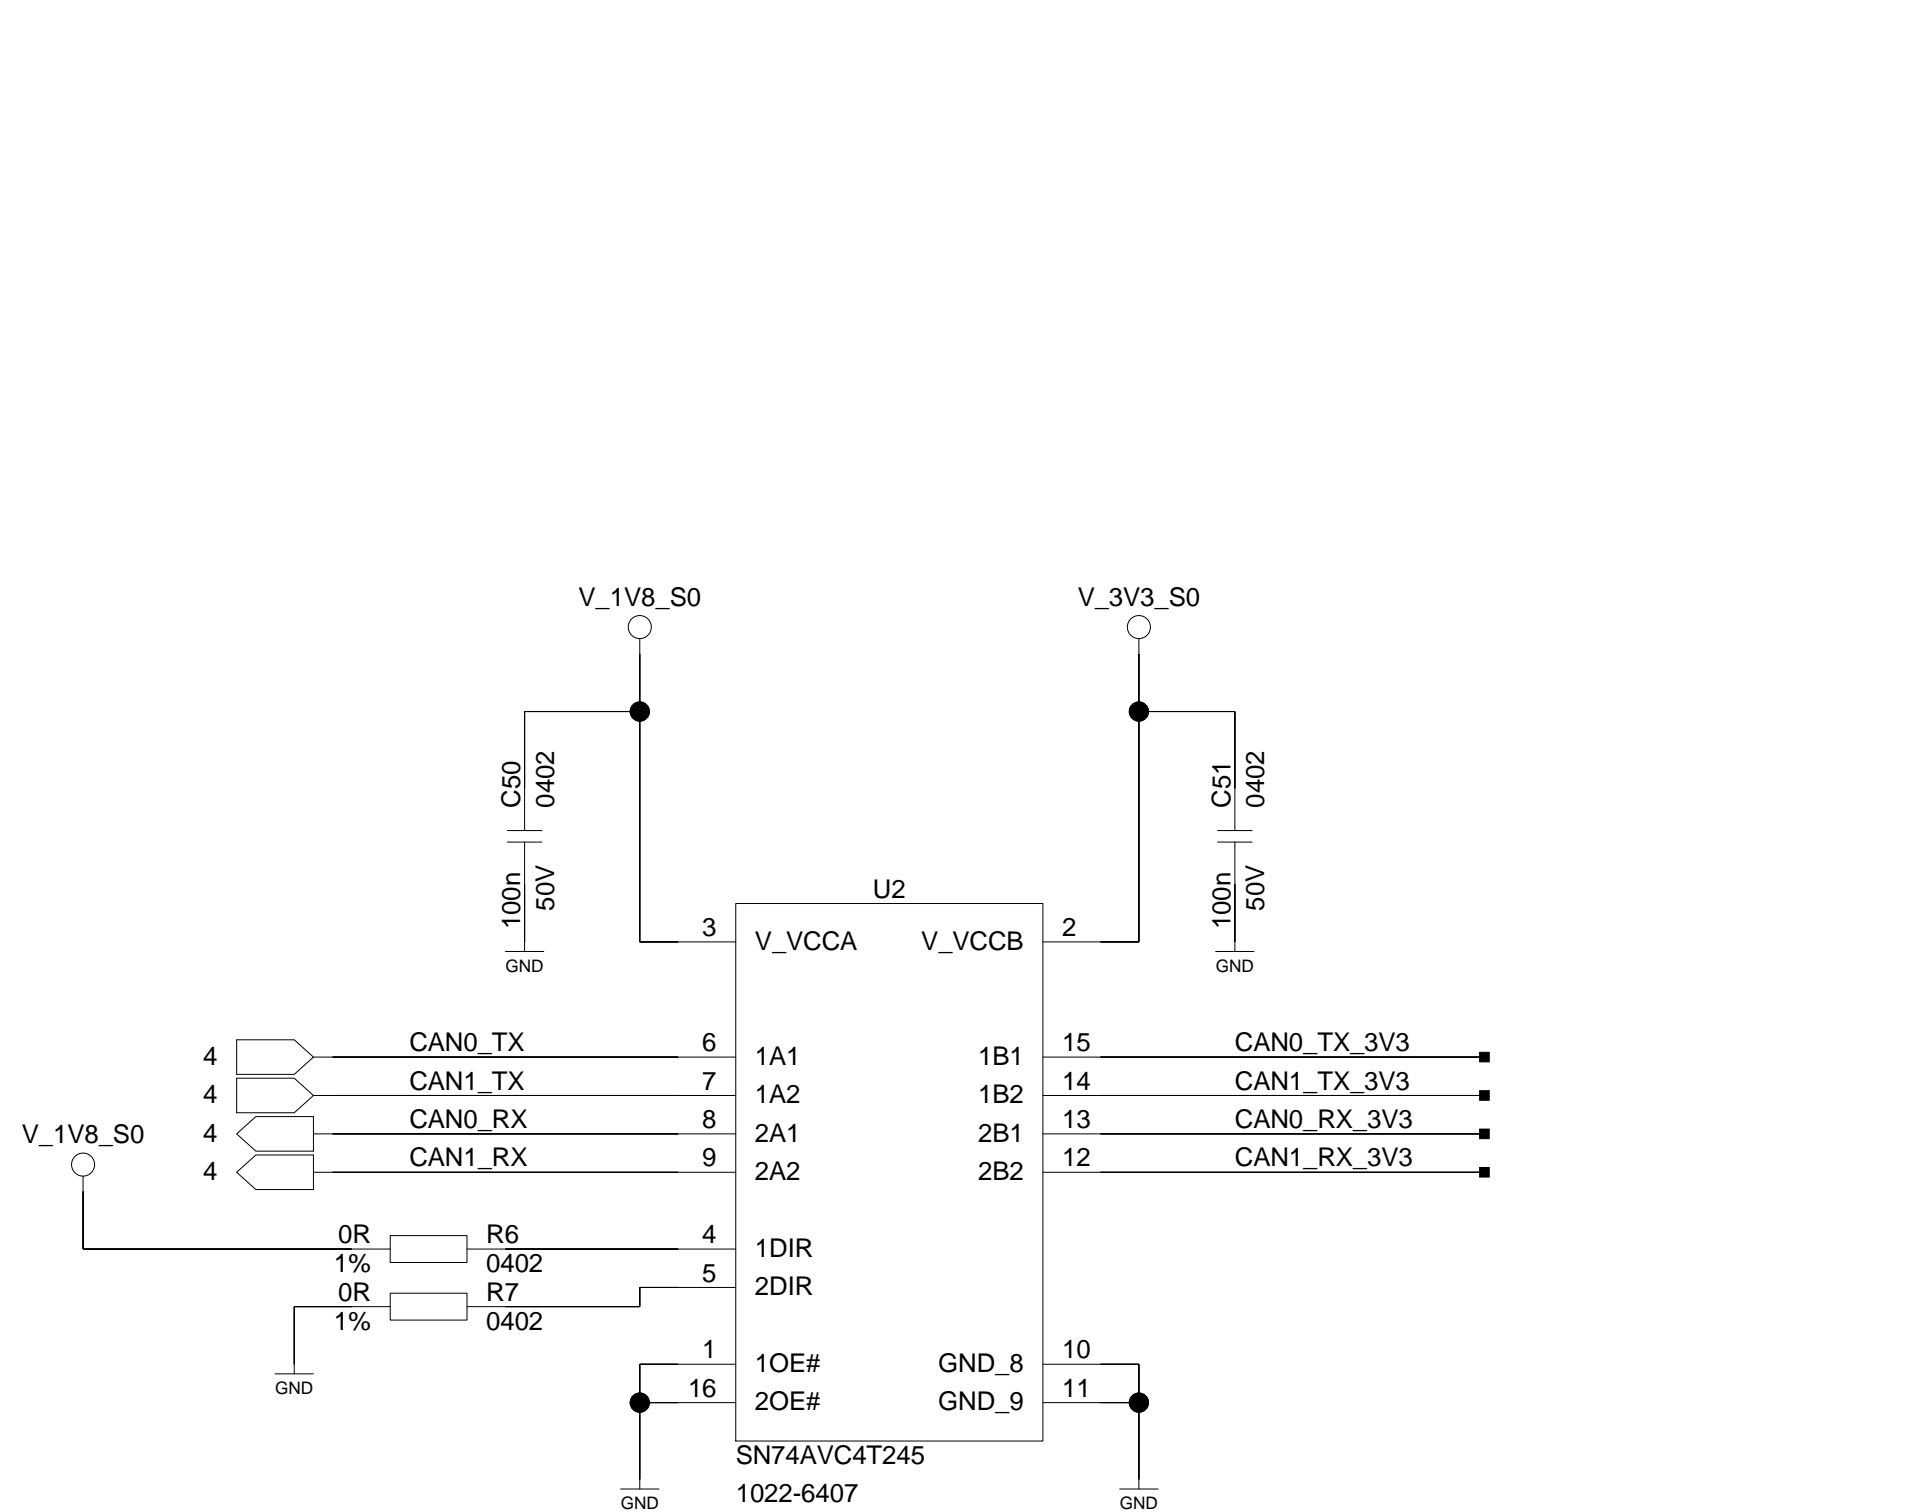 V_1V8_S0
V_3V3_S0
C50
0402
100n
50V
GND
C51
0402
100n
50V
GND
U2
3 V_VCCA V_VCCB 2
4 CAN0_TX 6 1A1 1B1 15 CAN0_TX_3V3
4 CAN1_TX 7 1A2 1B2 14 CAN1_TX_3V3
4 CAN0_RX 8 2A1 2B1 13 CAN0_RX_3V3
4 CAN1_RX 9 2A2 2B2 12 CAN1_RX_3V3
V_1V8_S0
0R R6 4 1DIR
1% 0402
0R R7 5 2DIR
1% 0402
GND
1 1OE# GND_8 10
16 2OE# GND_9 11
SN74AVC4T245
1022-6407
GND
GND